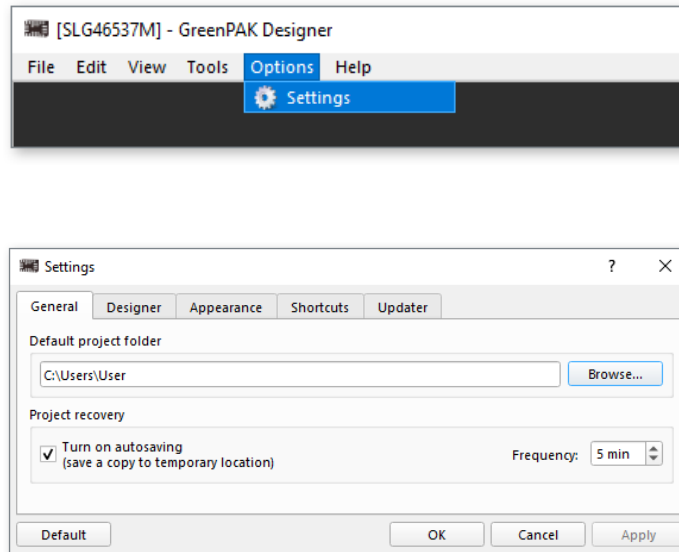 [SLG46537M] - GreenPAK Designer
File Edit View Tools Options Help
Settings
Settings ?
General Designer Appearance Shortcuts Updater
Default project folder
C:\Users\User Browse...
Project recovery
Turn on autosaving
(save a copy to temporary location) Frequency: 5 min
Default OK Cancel Apply